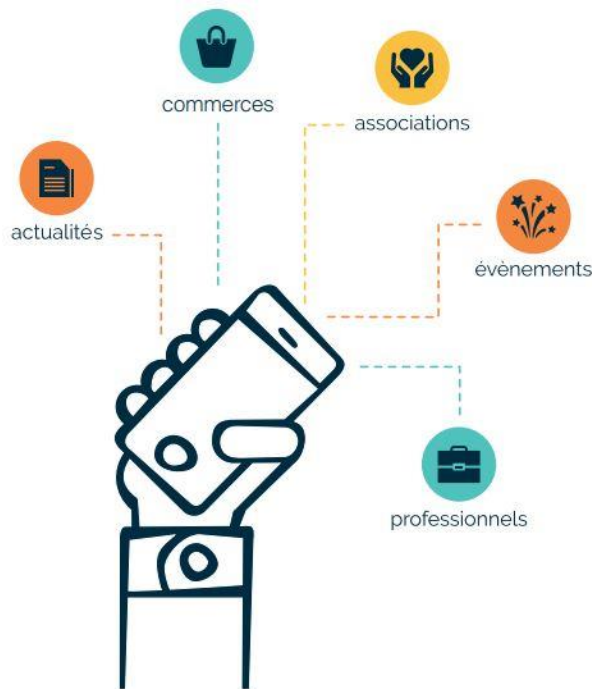 commerces
associations
actualités
évènements
professionnels